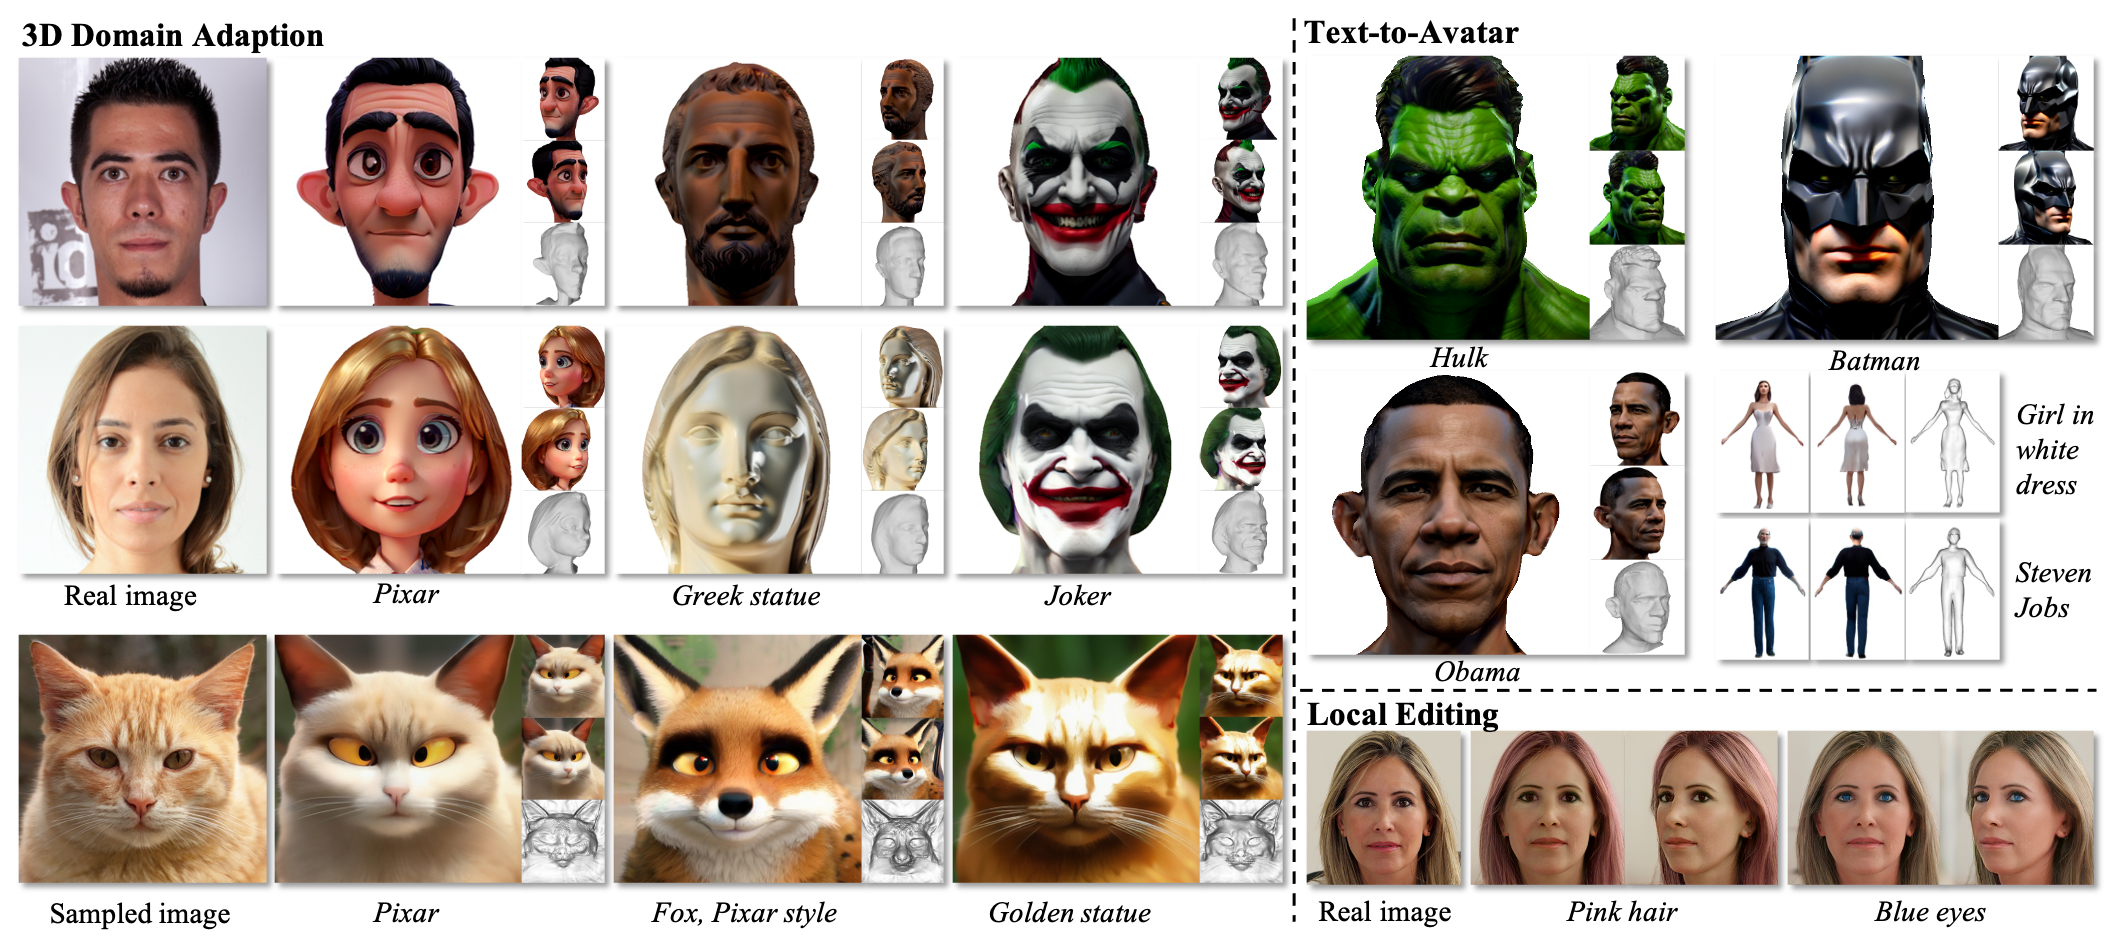 3D Domain Adaption
Real image
Pixar
Greek statue
Joker
Sampled image
Pixar
Fox, Pixar style
Golden statue
Text-to-Avatar
Hulk
Batman
Obama
Girl in
white
dress
Steven
Jobs
Local Editing
Real image
Pink hair
Blue eyes